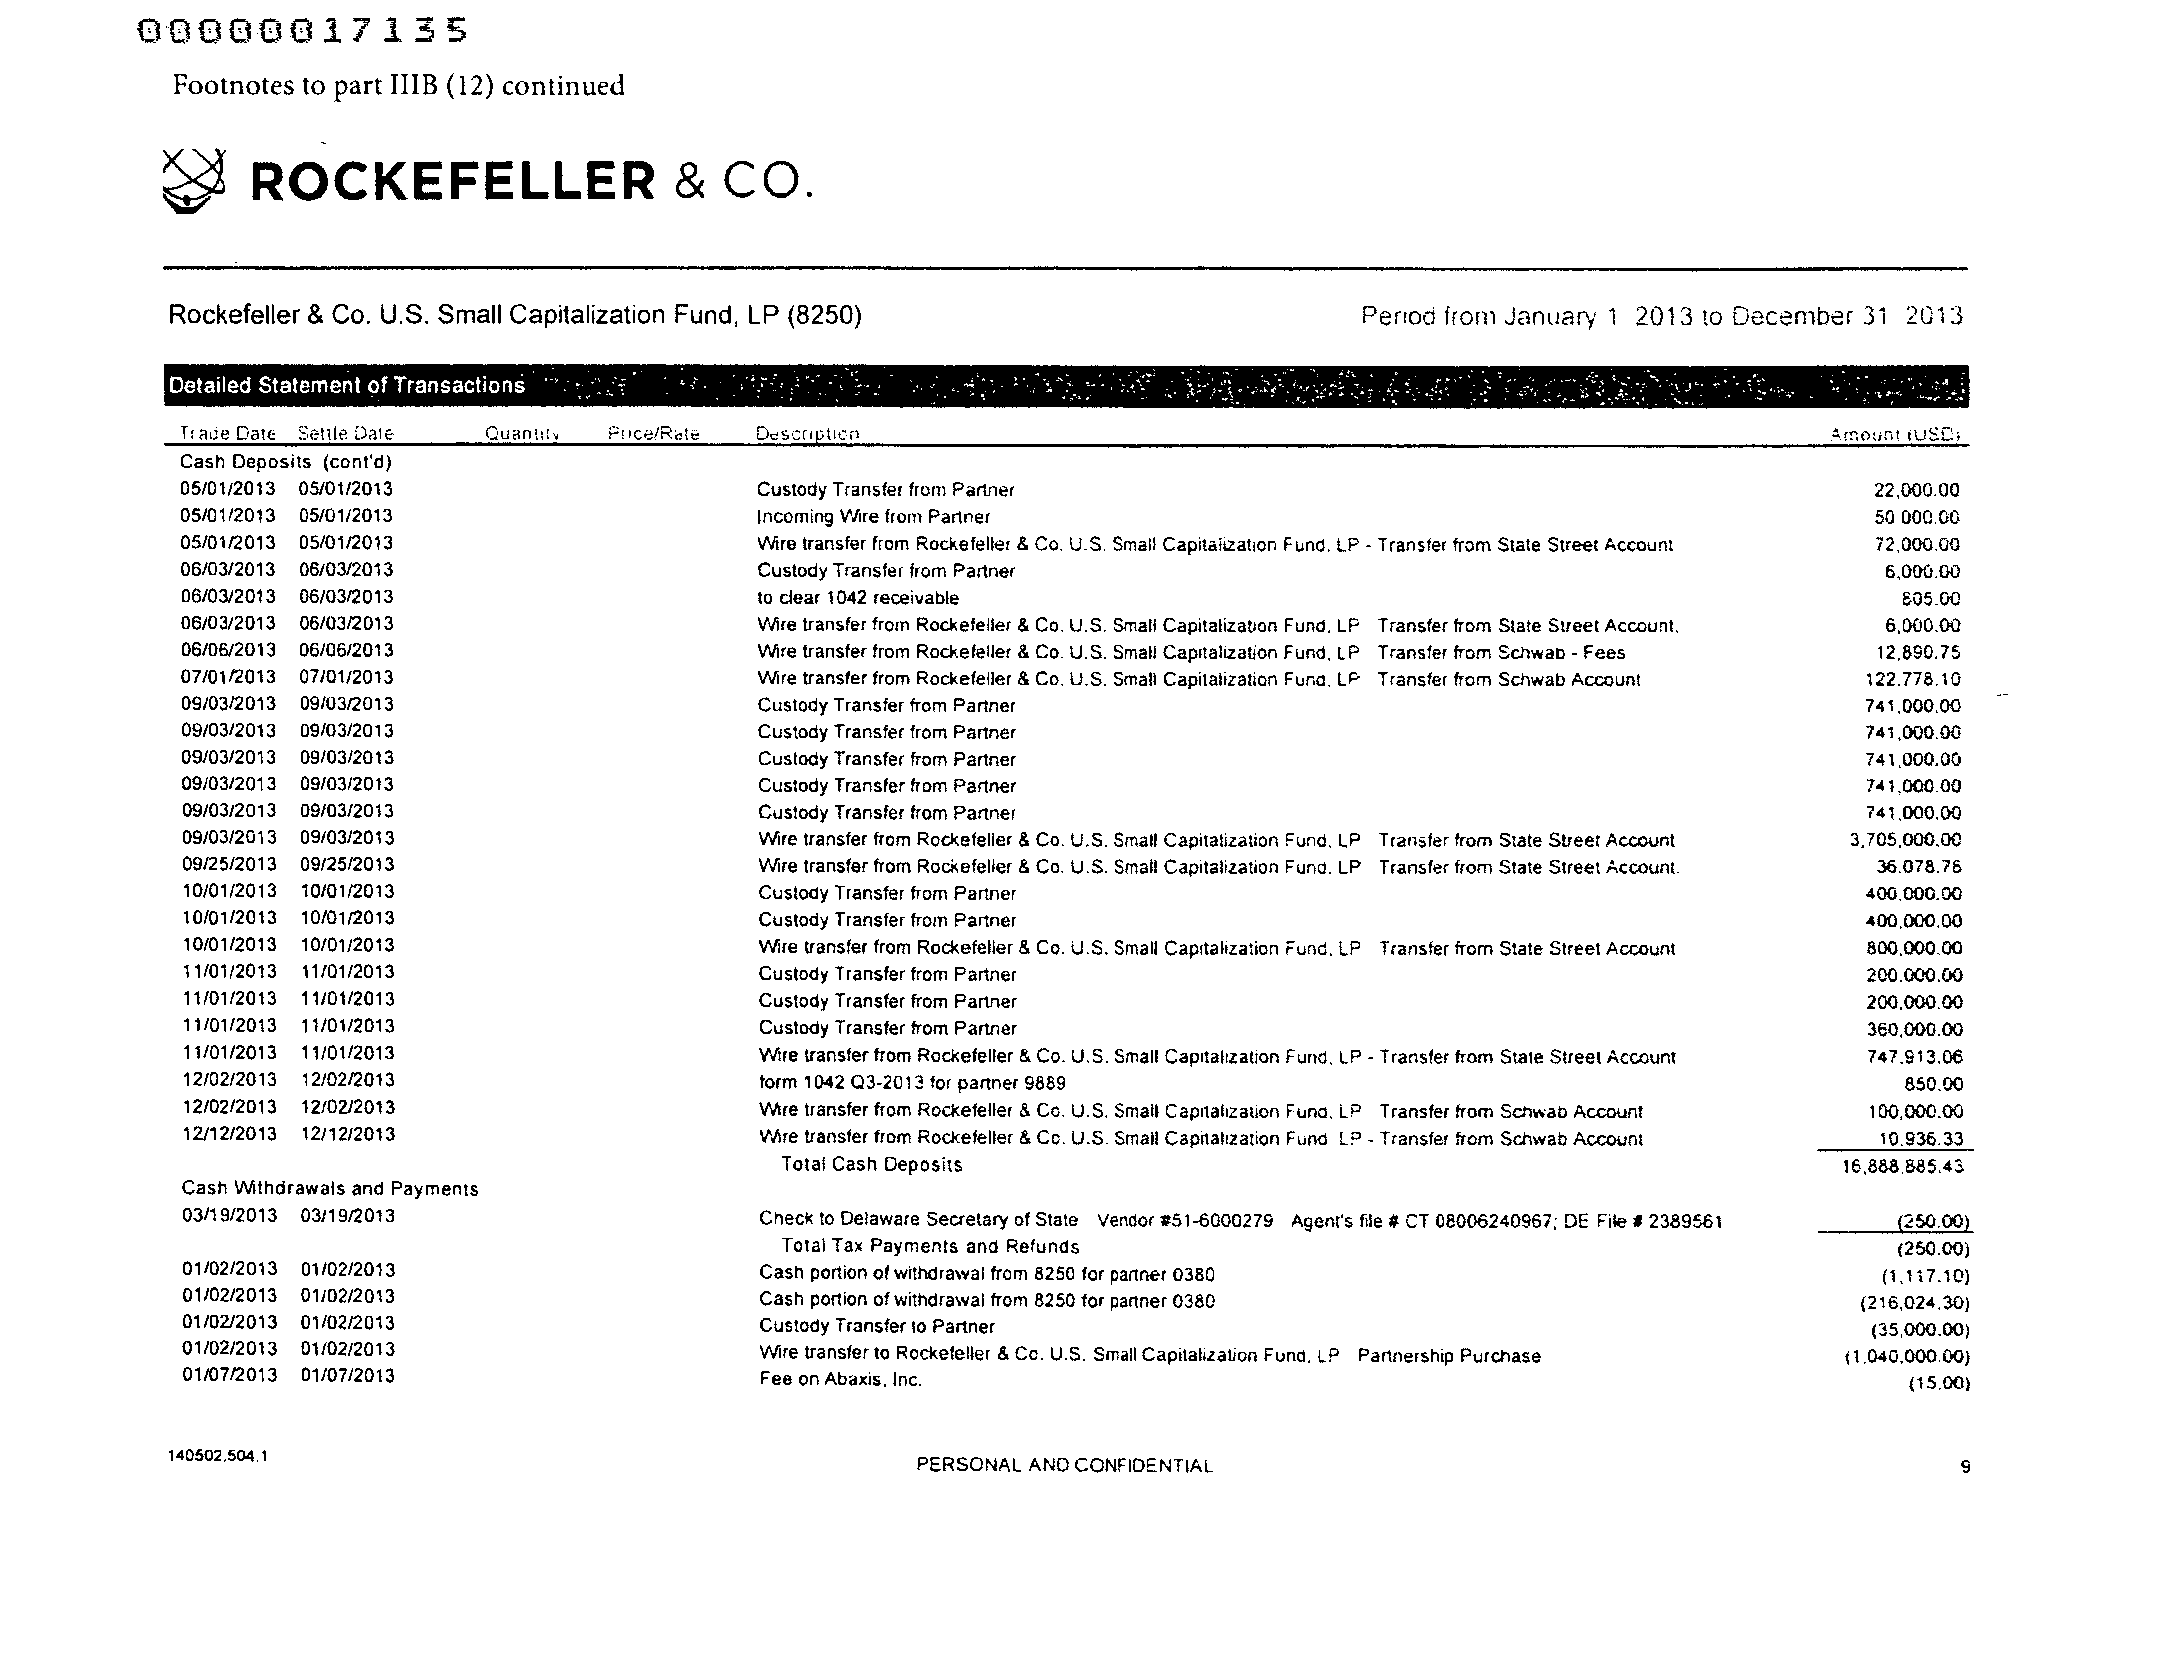 00000017135
Footnotes to part IIIB (12) continued
ROCKEFELLER & CO.
Rockefeller & Co. U.S. Small Capitalization Fund, LP (8250) Period from January 1 2013 to December 31 2013
Detailed Statement of Transactions
Trade Date Settle Date Quantity Price/Rate Description Amount (USD)
Cash Deposits (cont'd)
05/01/2013 05/01/2013 Custody Transfer from Partner 22,000.00
05/01/2013 05/01/2013 Incoming Wire from Partner 50 000.00
05/01/2013 05/01/2013 Wire transfer from Rockefeller & Co. U.S. Small Capitalization Fund, LP - Transfer from State Street Account 72,000.00
06/03/2013 06/03/2013 Custody Transfer from Partner 6,000.00
06/03/2013 06/03/2013 to clear 1042 receivable 805.00
06/03/2013 06/03/2013 Wire transfer from Rockefeller & Co. U.S. Small Capitalization Fund, LP Transfer from State Street Account. 6,000.00
06/06/2013 06/06/2013 Wire transfer from Rockefeller & Co. U.S. Small Capitalization Fund, LP Transfer from Schwab - Fees 12,890.75
07/01/2013 07/01/2013 Wire transfer from Rockefeller & Co. U.S. Small Capitalization Fund, LP Transfer from Schwab Account 122,778.10
09/03/2013 09/03/2013 Custody Transfer from Partner 741,000.00
09/03/2013 09/03/2013 Custody Transfer from Partner 741,000.00
09/03/2013 09/03/2013 Custody Transfer from Partner 741,000.00
09/03/2013 09/03/2013 Custody Transfer from Partner 741,000.00
09/03/2013 09/03/2013 Custody Transfer from Partner 741,000.00
09/03/2013 09/03/2013 Wire transfer from Rockefeller & Co. U.S. Small Capitalization Fund, LP Transfer from State Street Account 3,705,000.00
09/25/2013 09/25/2013 Wire transfer from Rockefeller & Co. U.S. Small Capitalization Fund, LP Transfer from State Street Account. 36,078.78
10/01/2013 10/01/2013 Custody Transfer from Partner 400,000.00
10/01/2013 10/01/2013 Custody Transfer from Partner 400,000.00
10/01/2013 10/01/2013 Wire transfer from Rockefeller & Co. U.S. Small Capitalization Fund, LP Transfer from State Street Account 800,000.00
11/01/2013 11/01/2013 Custody Transfer from Partner 200,000.00
11/01/2013 11/01/2013 Custody Transfer from Partner 200,000.00
11/01/2013 11/01/2013 Custody Transfer from Partner 360,000.00
11/01/2013 11/01/2013 Wire transfer from Rockefeller & Co. U.S. Small Capitalization Fund, LP - Transfer from State Street Account 747,913.06
12/02/2013 12/02/2013 form 1042 Q3-2013 for partner 9889 850.00
12/02/2013 12/02/2013 Wire transfer from Rockefeller & Co. U.S. Small Capitalization Fund, LP Transfer from Schwab Account 100,000.00
12/12/2013 12/12/2013 Wire transfer from Rockefeller & Co. U.S. Small Capitalization Fund LP - Transfer from Schwab Account 10,936.33
Total Cash Deposits 16,888,885.43
Cash Withdrawals and Payments
03/19/2013 03/19/2013 Check to Delaware Secretary of State Vendor #51-6000279 Agent's file # CT 08006240967; DE File # 2389561 (250.00)
Total Tax Payments and Refunds (250.00)
01/02/2013 01/02/2013 Cash portion of withdrawal from 8250 for partner 0380 (1,117.10)
01/02/2013 01/02/2013 Cash portion of withdrawal from 8250 for partner 0380 (216,024.30)
01/02/2013 01/02/2013 Custody Transfer to Partner (35,000.00)
01/02/2013 01/02/2013 Wire transfer to Rockefeller & Co. U.S. Small Capitalization Fund, LP Partnership Purchase (1,040,000.00)
01/07/2013 01/07/2013 Fee on Abaxis, Inc. (15.00)
140502.504.1 PERSONAL AND CONFIDENTIAL 9